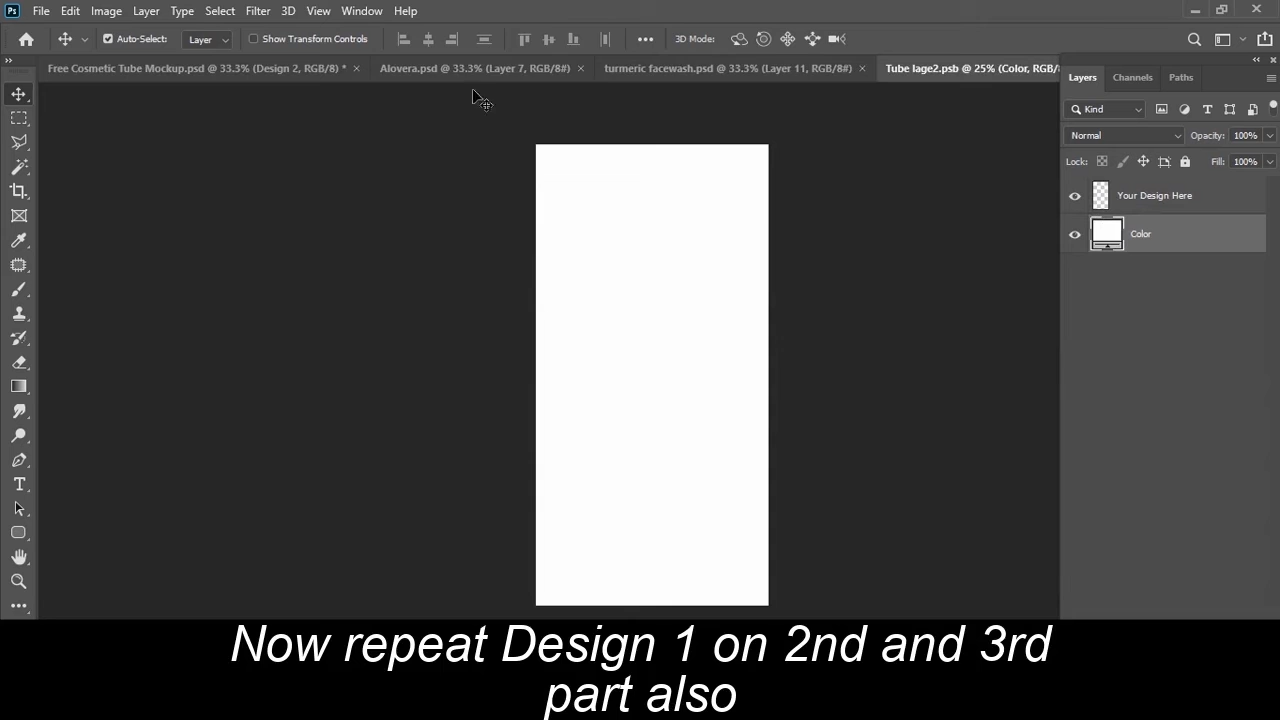 Ps File Edit Image Layer Type Select Filter 3D View Window Help
Auto-Select: Layer Show Transform Controls 3D Mode:
Free Cosmetic Tube Mockup.psd @ 33.3% (Design 2, RGB/8) * Alovera.psd @ 33.3% (Layer 7, RGB/8#) turmeric facewash.psd @ 33.3% (Layer 11, RGB/8#) Tube lage2.psb @ 25% (Color, RGB/
Layers Channels Paths
Kind
Normal Opacity: 100%
Lock: Fill: 100%
Your Design Here
Color
Now repeat Design 1 on 2nd and 3rd
part also